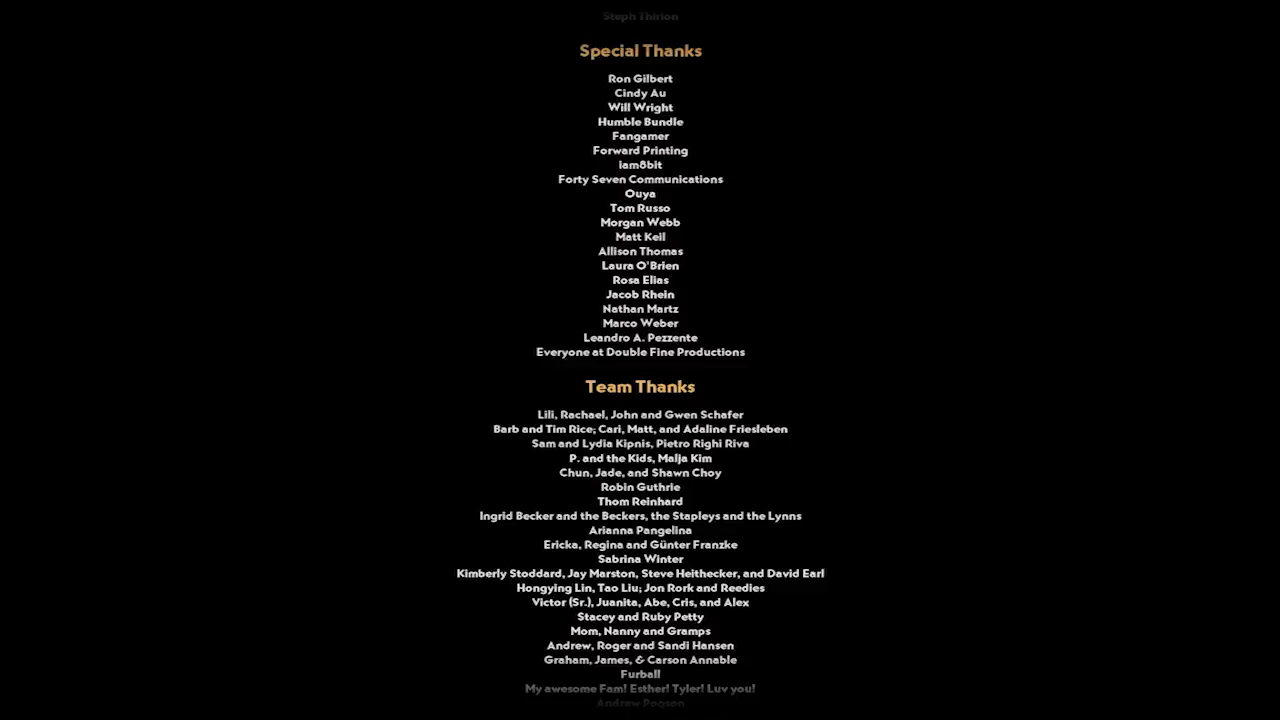 Steph Thirion
Special Thanks
Ron Gilbert
Cindy Au
Will Wright
Humble Bundle
Fangamer
Forward Printing
iam8bit
Forty Seven Communications
Ouya
Tom Russo
Morgan Webb
Matt Keil
Allison Thomas
Laura O'Brien
Rosa Elias
Jacob Rhein
Nathan Martz
Marco Weber
Leandro A. Pezzente
Everyone at Double Fine Productions
Team Thanks
Lili, Rachael, John and Gwen Schafer
Barb and Tim Rice; Cari, Matt, and Adaline Friesleben
Sam and Lydia Kipnis, Pietro Righi Riva
P. and the Kids, Malja Kim
Chun, Jade, and Shawn Choy
Robin Guthrie
Thom Reinhard
Ingrid Becker and the Beckers, the Stapleys and the Lynns
Arianna Pangelina
Ericka, Regina and Günter Franzke
Sabrina Winter
Kimberly Stoddard, Jay Marston, Steve Heithecker, and David Earl
Hongying Lin, Tao Liu; Jon Rork and Reedies
Victor (Sr.), Juanita, Abe, Cris, and Alex
Stacey and Ruby Petty
Mom, Nanny and Gramps
Andrew, Roger and Sandi Hansen
Graham, James, & Carson Annable
Furball
My awesome Fam! Esther! Tyler! Luv you!
Andrew Pogson